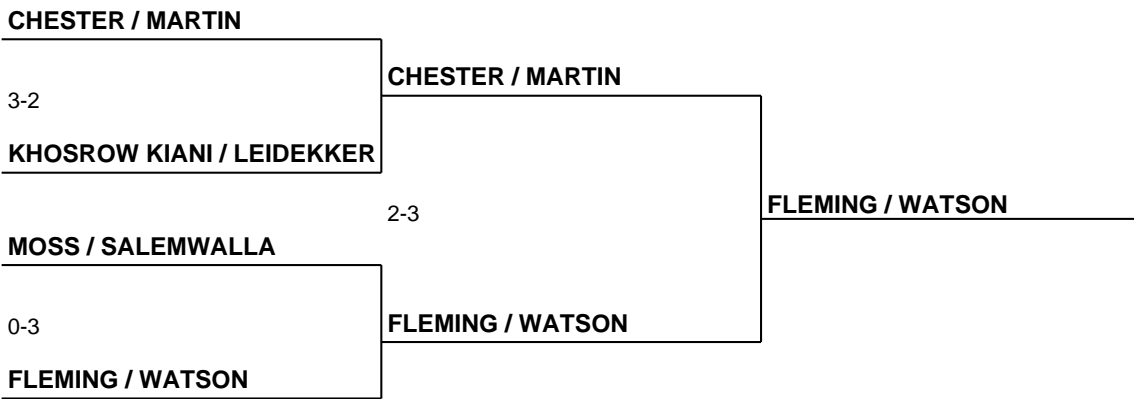 CHESTER / MARTIN
CHESTER / MARTIN
3-2
KHOSROW KIANI / LEIDEKKER
FLEMING / WATSON
2-3
MOSS / SALEMWALLA
FLEMING / WATSON
0-3
FLEMING / WATSON